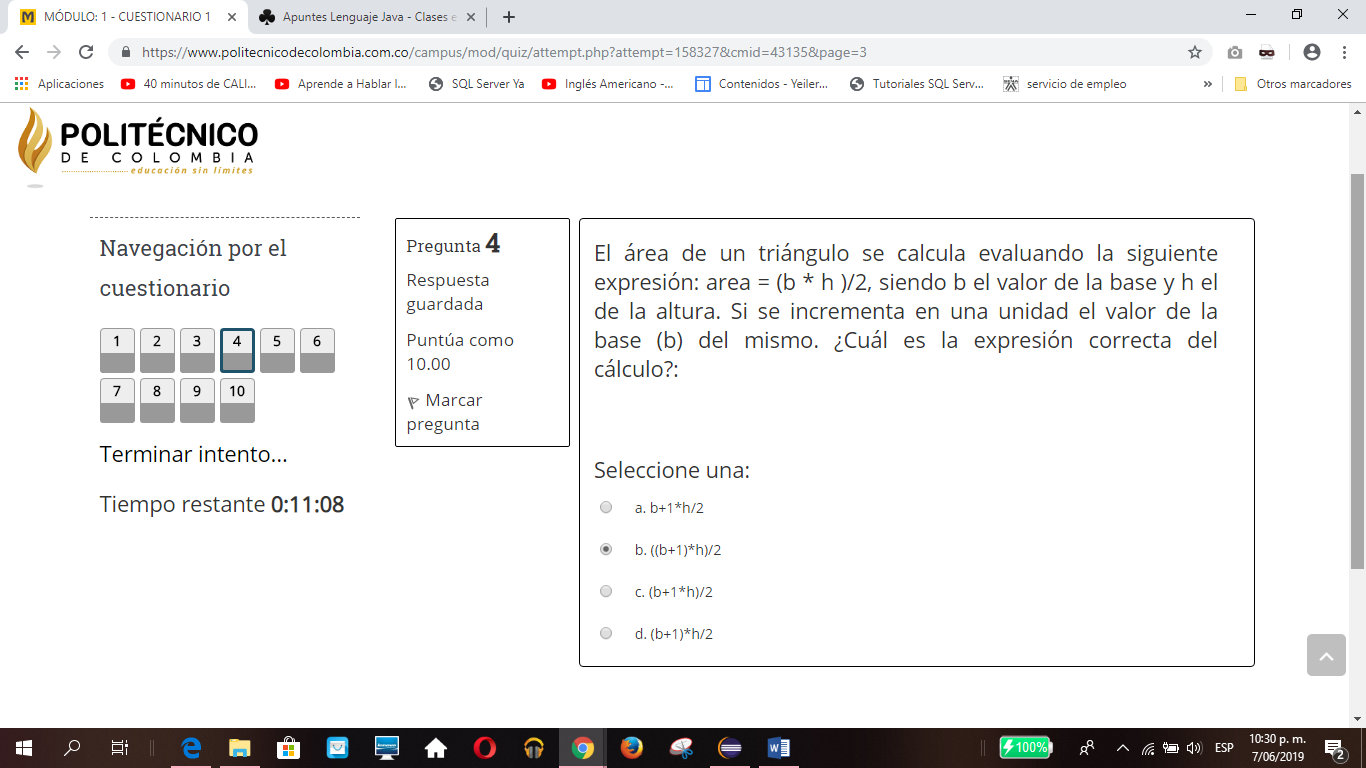 MÓDULO: 1 - CUESTIONARIO 1
Apuntes Lenguaje Java - Clases e
https://www.politecnicodecolombia.com.co/campus/mod/quiz/attempt.php?attempt=158327&cmid=43135&page=3
Aplicaciones
40 minutos de CALI...
Aprende a Hablar I...
SQL Server Ya
Inglés Americano -...
Contenidos - Yeiler...
Tutoriales SQL Serv...
servicio de empleo
»
Otros marcadores
POLITÉCNICO
DE COLOMBIA
educación sin límites
Navegación por el
cuestionario
1 2 3 4 5 6
7 8 9 10
Terminar intento...
Tiempo restante 0:11:08
Pregunta 4
Respuesta
guardada
Puntúa como
10.00
Marcar
pregunta
El área de un triángulo se calcula evaluando la siguiente
expresión: area = (b * h )/2, siendo b el valor de la base y h el
de la altura. Si se incrementa en una unidad el valor de la
base (b) del mismo. ¿Cuál es la expresión correcta del
cálculo?:
Seleccione una:
a. b+1*h/2
b. ((b+1)*h)/2
c. (b+1*h)/2
d. (b+1)*h/2
100%
ESP
10:30 p. m.
7/06/2019
2